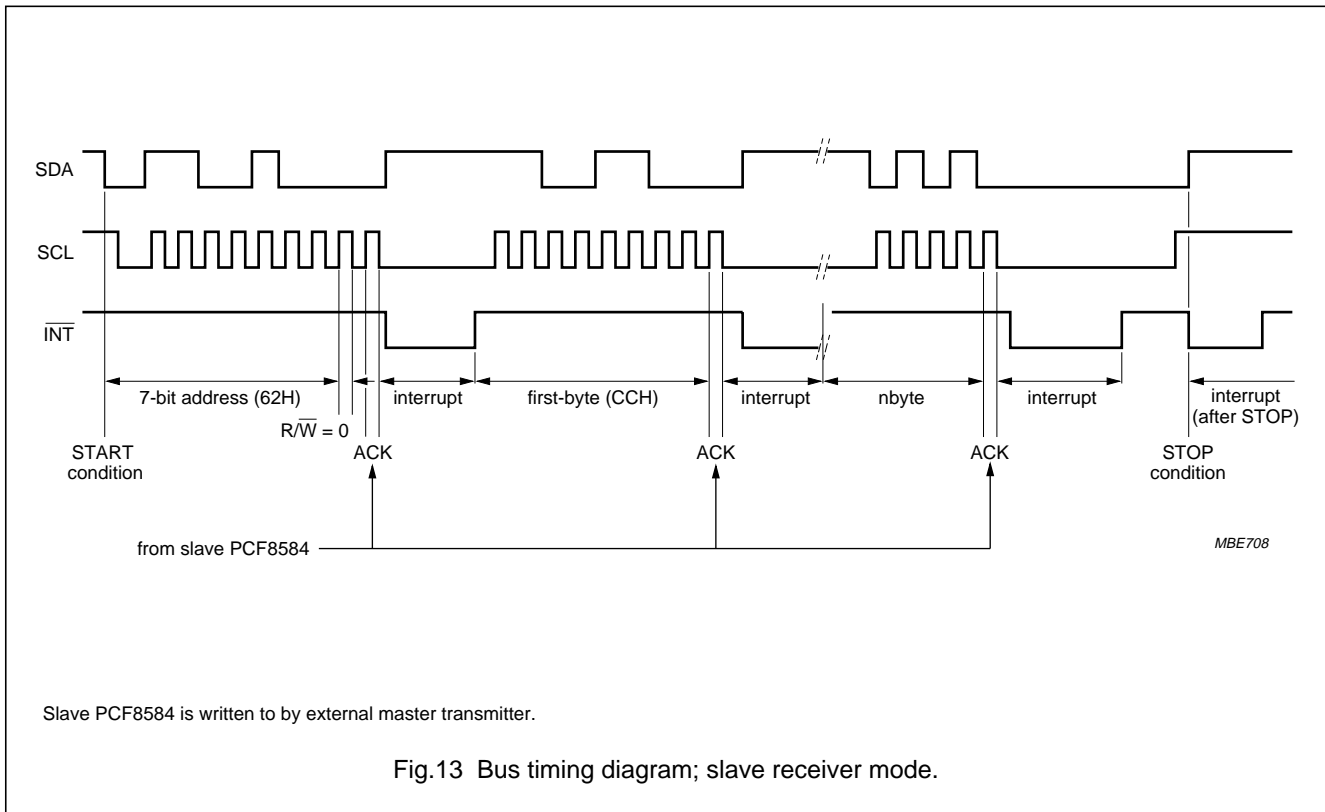 SDA
SCL
INT
7-bit address (62H)
interrupt
first-byte (CCH)
interrupt
nbyte
interrupt
interrupt
(after STOP)
R/W = 0
START
condition
ACK
ACK
ACK
STOP
condition
from slave PCF8584
MBE708
Slave PCF8584 is written to by external master transmitter.
Fig.13 Bus timing diagram; slave receiver mode.